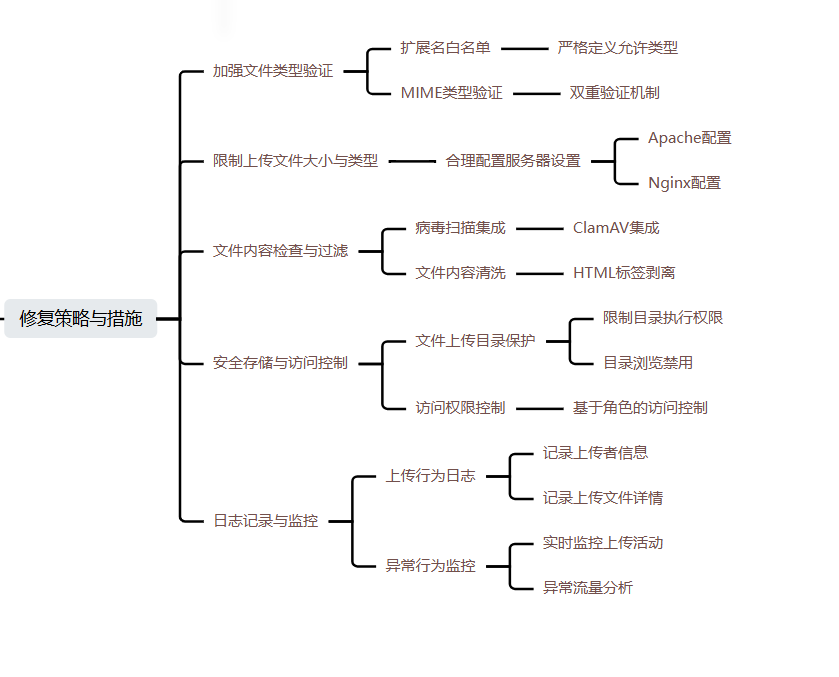 修复策略与措施
加强文件类型验证
扩展名白名单
严格定义允许类型
MIME类型验证
双重验证机制
限制上传文件大小与类型
合理配置服务器设置
Apache配置
Nginx配置
文件内容检查与过滤
病毒扫描集成
ClamAV集成
文件内容清洗
HTML标签剥离
安全存储与访问控制
文件上传目录保护
限制目录执行权限
目录浏览禁用
访问权限控制
基于角色的访问控制
日志记录与监控
上传行为日志
记录上传者信息
记录上传文件详情
异常行为监控
实时监控上传活动
异常流量分析